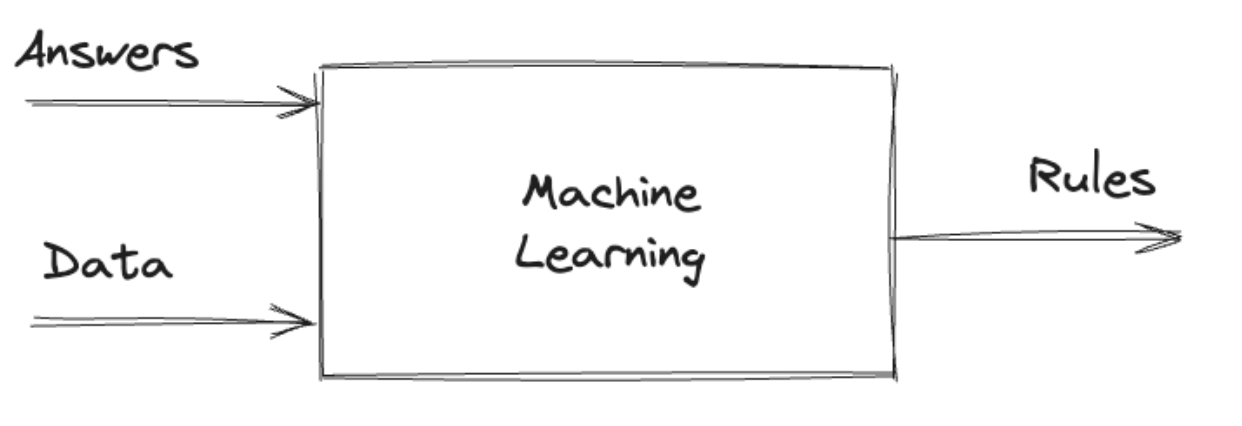 Answers
Data
Machine
Learning
Rules